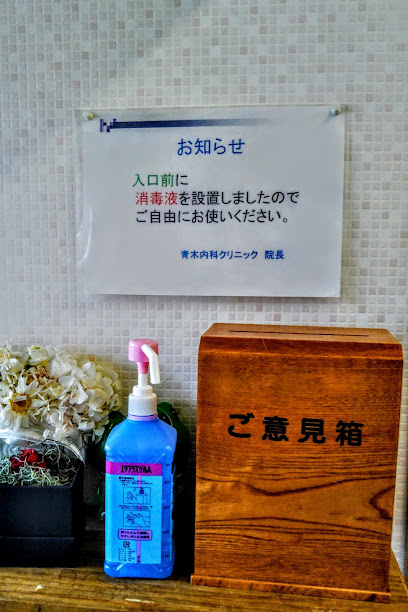 お知らせ
入口前に
消毒液を設置しましたので
ご自由にお使いください。
青木内科クリニック 院長
ご意見箱